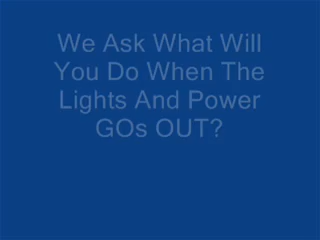 We Ask What Will
You Do When The
Lights And Power
GOs OUT?